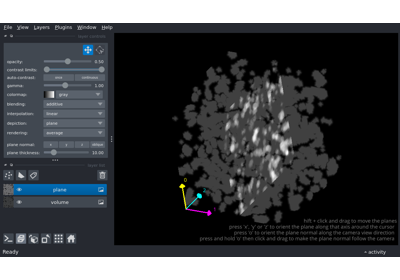 File View Layers Plugins Window Help
layer controls
opacity: 0.50
contrast limits:
auto-contrast: once continuous
gamma: 1.00
colormap: gray
blending: additive
interpolation: linear
depiction: plane
rendering: average
plane normal: z y x oblique
plane thickness: 10.00
layer list
plane
volume
0
shift + click and drag to move the planes
press 'x', 'y' or 'z' to orient the plane along that axis around the cursor
press 'o' to orient the plane normal along the camera view direction
press and hold 'o' then click and drag to make the plane normal follow the camera
Ready
activity